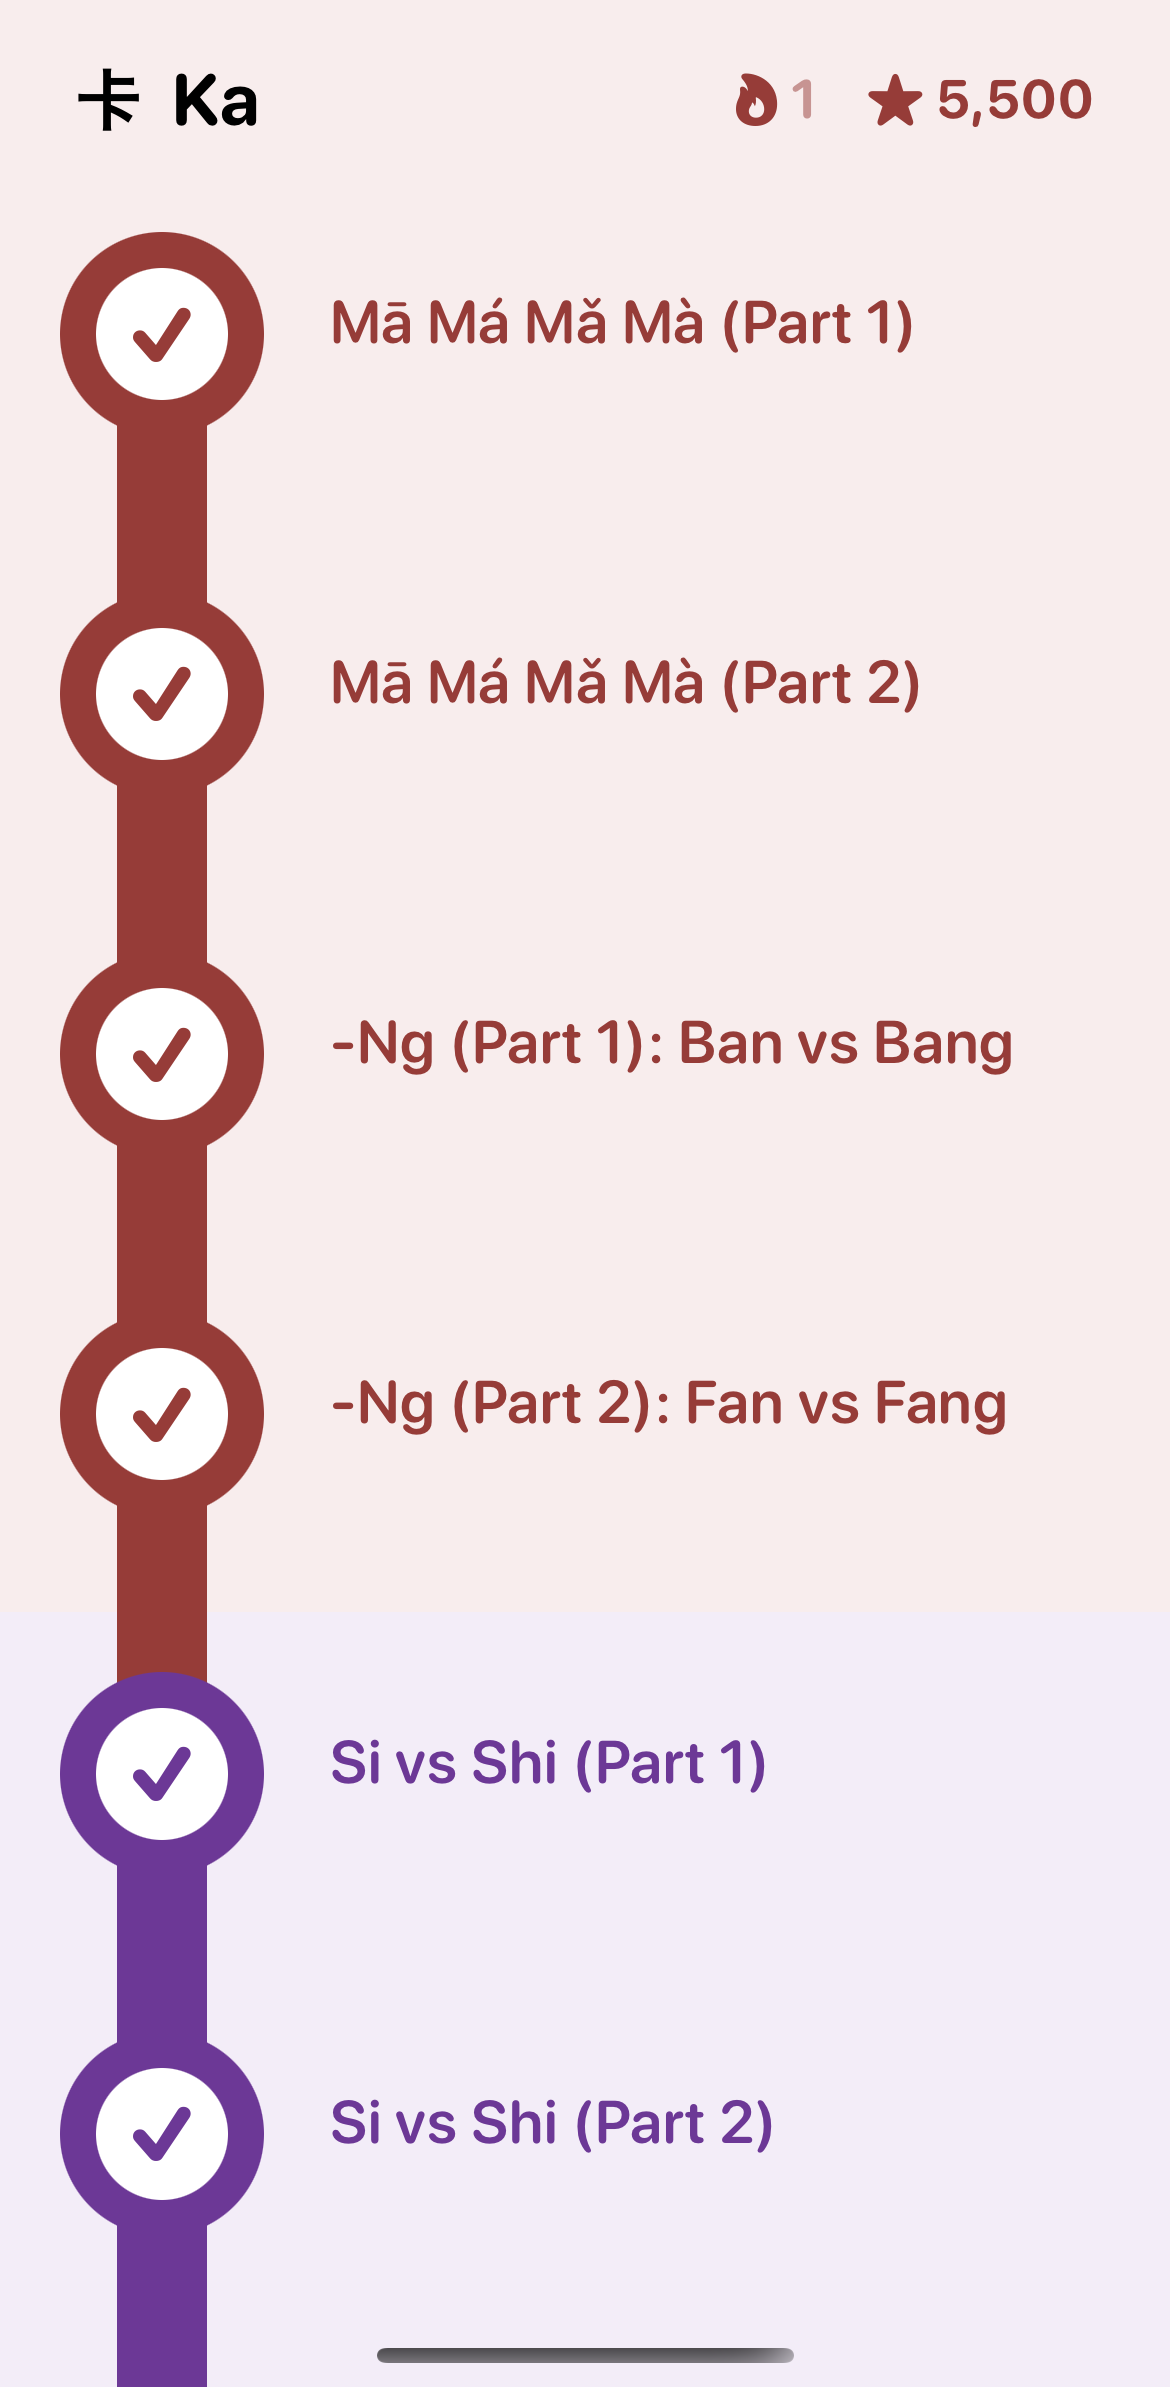 卡 Ka
1
5,500
Mā Má Mǎ Mà (Part 1)
Mā Má Mǎ Mà (Part 2)
-Ng (Part 1): Ban vs Bang
-Ng (Part 2): Fan vs Fang
Si vs Shi (Part 1)
Si vs Shi (Part 2)